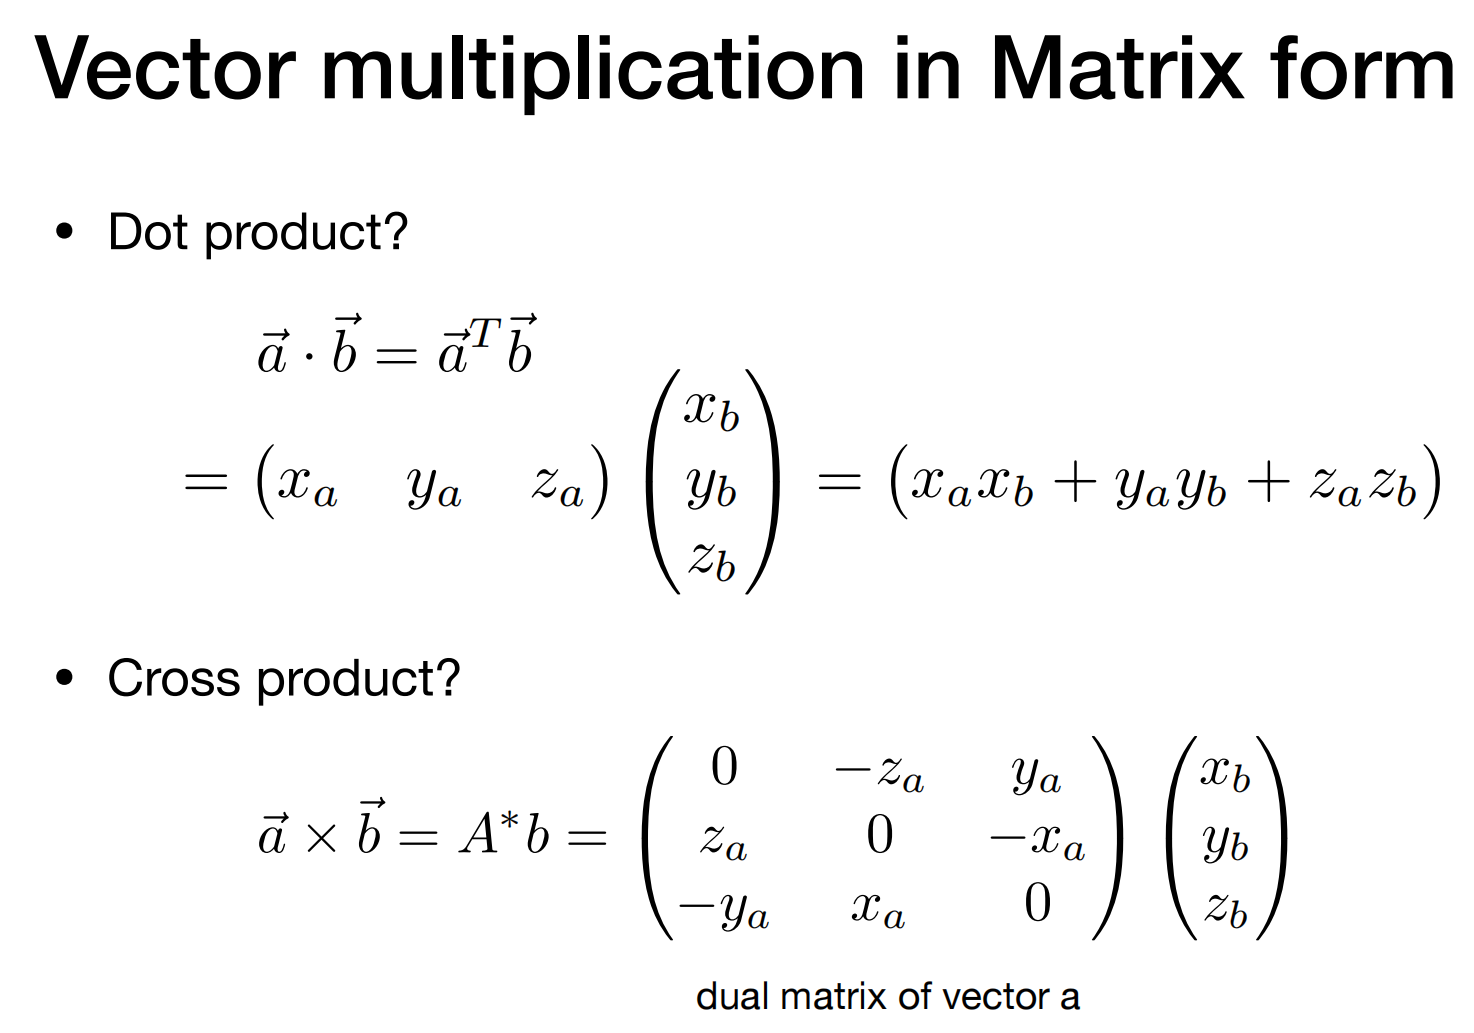 Vector multiplication in Matrix form
• Dot product?
$\vec{a} \cdot \vec{b} = \vec{a}^T \vec{b}$
$= \begin{pmatrix} x_a & y_a & z_a \end{pmatrix} \begin{pmatrix} x_b \\ y_b \\ z_b \end{pmatrix} = \begin{pmatrix} x_a x_b + y_a y_b + z_a z_b \end{pmatrix}$
• Cross product?
$\vec{a} \times \vec{b} = A^* b = \begin{pmatrix} 0 & -z_a & y_a \\ z_a & 0 & -x_a \\ -y_a & x_a & 0 \end{pmatrix} \begin{pmatrix} x_b \\ y_b \\ z_b \end{pmatrix}$
dual matrix of vector a